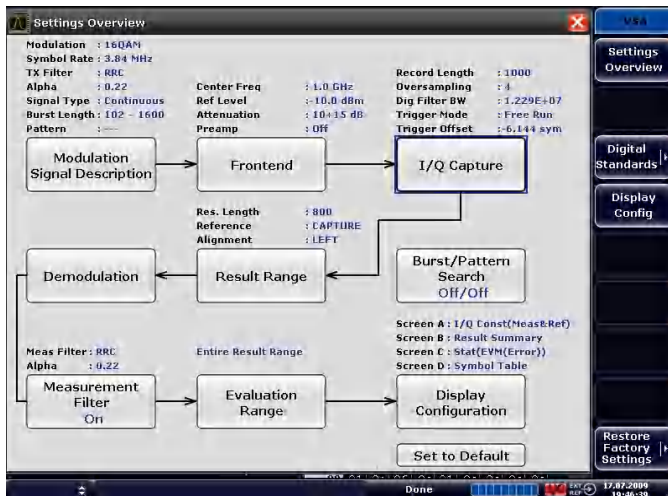 Settings Overview
VSA
Modulation : 16QAM
Symbol Rate : 3.84 MHz
TX Filter : RRC
Alpha : 0.22
Signal Type : Continuous
Burst Length : 102 - 1600
Pattern : ---
Center Freq : 1.0 GHz
Ref Level : -10.0 dBm
Attenuation : 10+15 dB
Preamp : Off
Record Length : 1000
Oversampling : 4
Dig Filter BW : 1.229E+07
Trigger Mode : Free Run
Trigger Offset : -6.144 sym
Modulation
Signal Description
Frontend
I/Q Capture
Res. Length : 800
Reference : CAPTURE
Alignment : LEFT
Demodulation
Result Range
Burst/Pattern
Search
Off/Off
Screen A : I/Q Const(Meas&Ref)
Screen B : Result Summary
Screen C : Stat(EVM(Error))
Screen D : Symbol Table
Meas Filter : RRC
Alpha : 0.22
Entire Result Range
Measurement
Filter
On
Evaluation
Range
Display
Configuration
Set to Default
Settings
Overview
Digital
Standards
Display
Config
Restore
Factory
Settings
Done
EXT
REF
17.07.2009
19:46:39